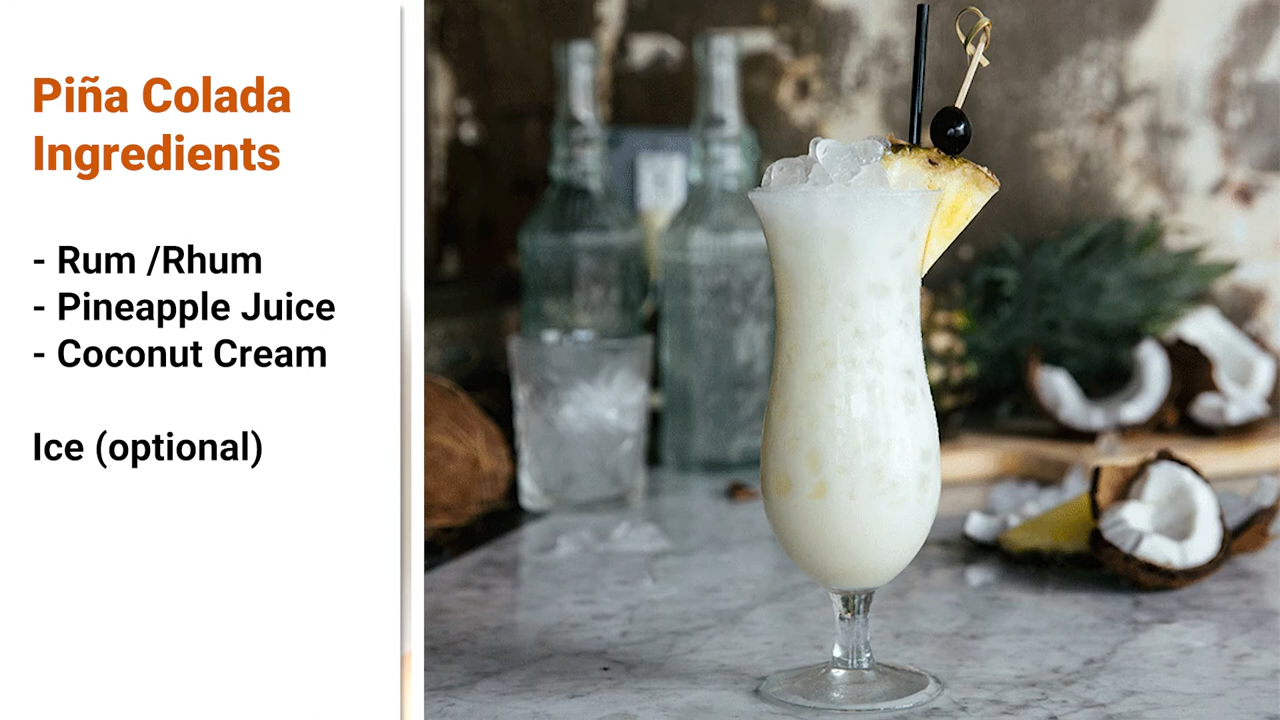 Piña Colada
Ingredients
- Rum /Rhum
- Pineapple Juice
- Coconut Cream
Ice (optional)